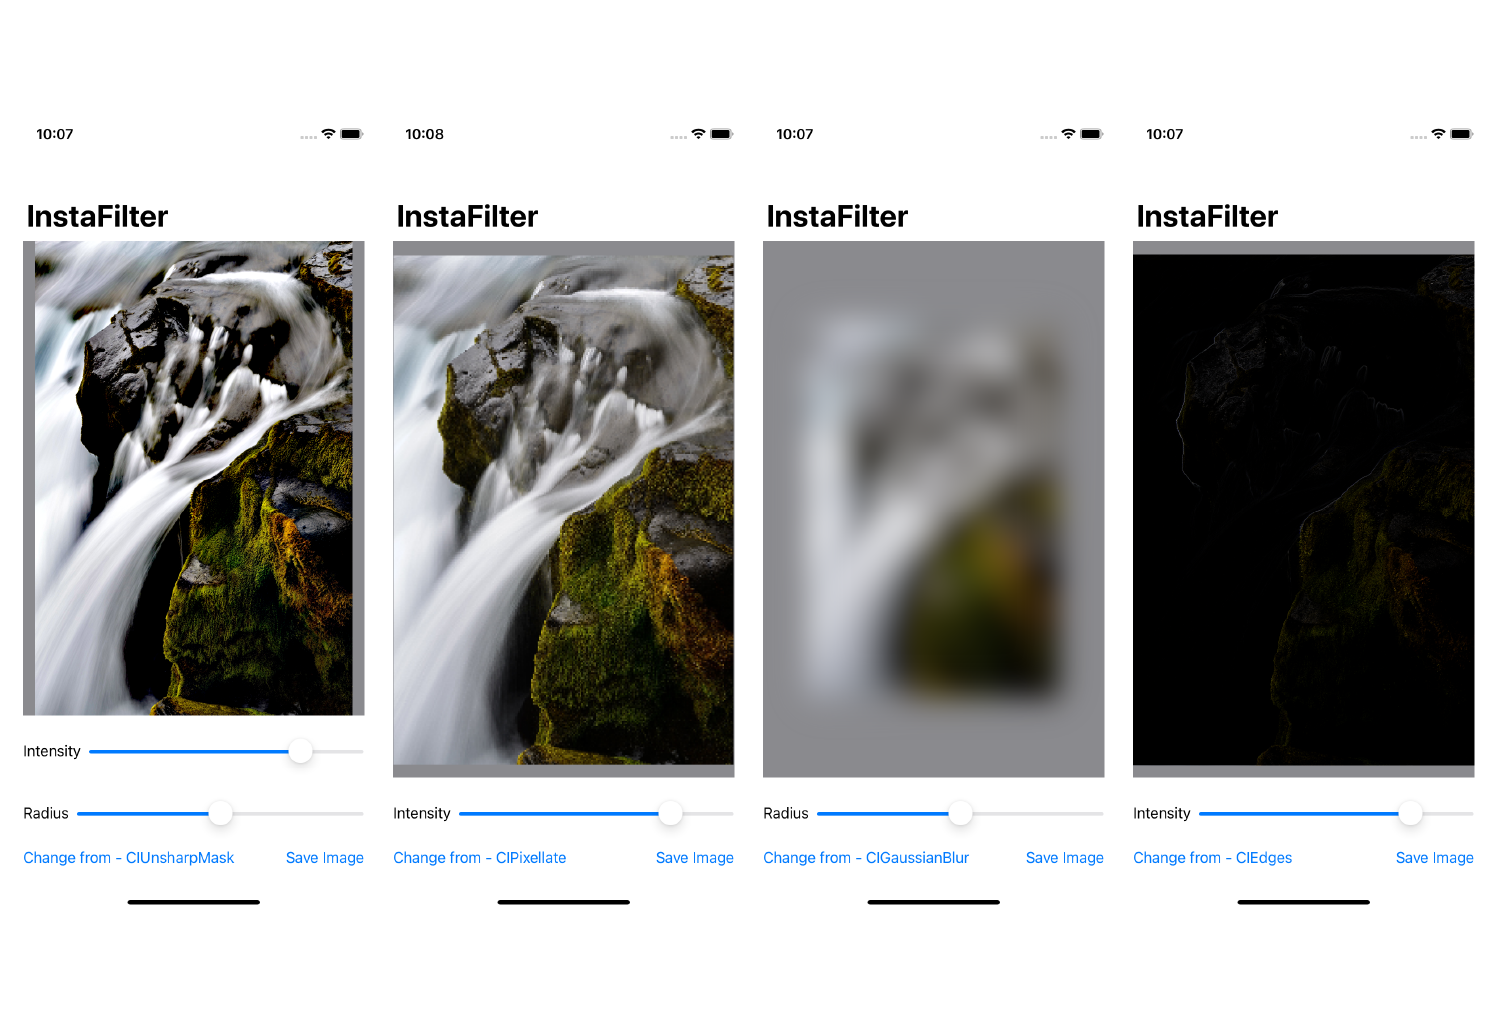 10:07
InstaFilter
Intensity
Radius
Change from - CIUnsharpMask
Save Image
10:08
InstaFilter
Intensity
Change from - CIPixellate
Save Image
10:07
InstaFilter
Radius
Change from - CIGaussianBlur
Save Image
10:07
InstaFilter
Intensity
Change from - CIEdges
Save Image